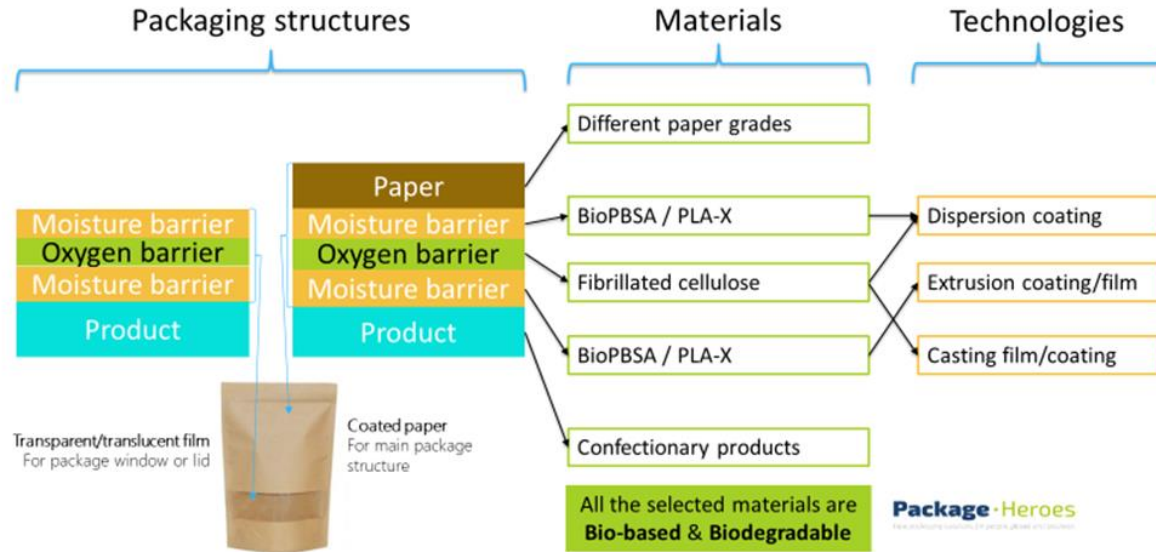 Packaging structures
Materials
Technologies
Moisture barrier
Oxygen barrier
Moisture barrier
Product
Paper
Moisture barrier
Oxygen barrier
Moisture barrier
Product
Transparent/translucent film
For package window or lid
Coated paper
For main package
structure
Different paper grades
BioPBSA / PLA-X
Fibrillated cellulose
BioPBSA / PLA-X
Confectionary products
All the selected materials are
Bio-based & Biodegradable
Dispersion coating
Extrusion coating/film
Casting film/coating
Package·Heroes